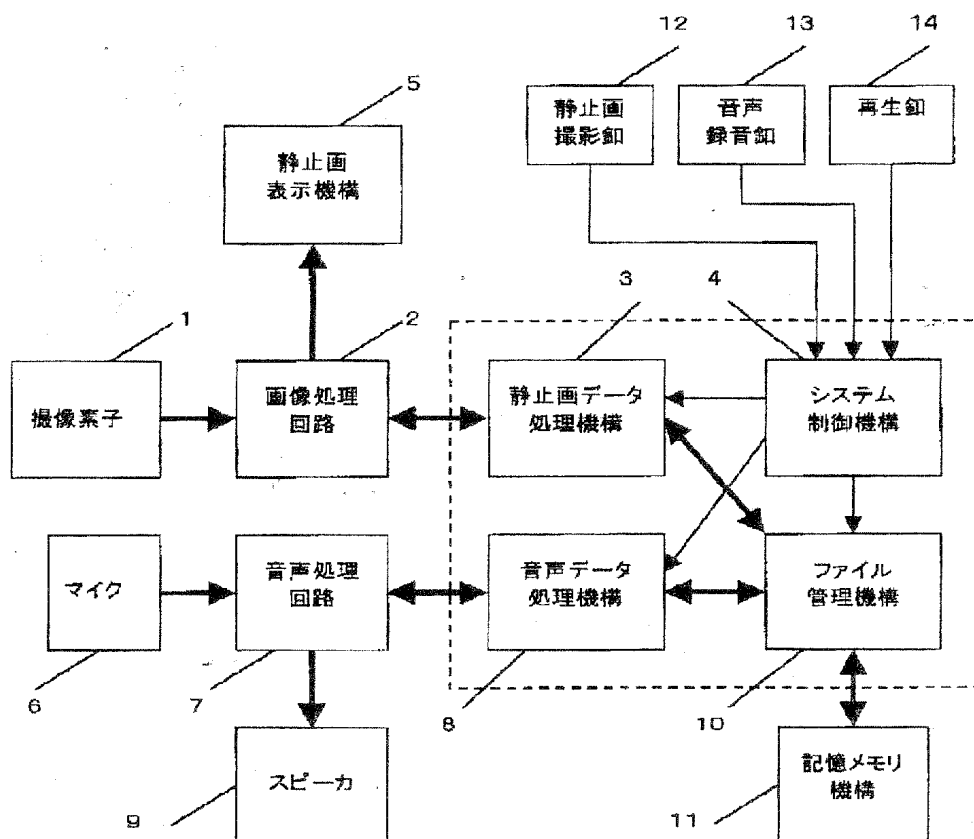 12
13
14
5
静止画
撮影釦
音声
録音釦
再生釦
静止画
表示機構
3
4
1
2
撮像素子
画像処理
回路
静止画データ
処理機構
システム
制御機構
マイク
音声処理
回路
音声データ
処理機構
ファイル
管理機構
6
7
8
10
スピーカ
記憶メモリ
機構
9
11